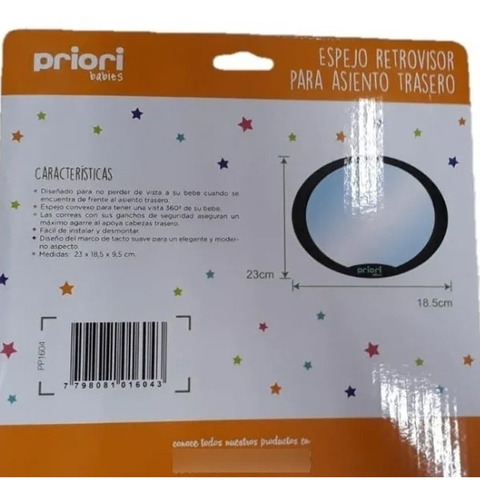 priori
babies
ESPEJO RETROVISOR
PARA ASIENTO TRASERO
CARACTERÍSTICAS
• Diseñado para no perder de vista a su bebe cuando se
encuentra de frente al asiento trasero.
• Espejo convexo para tener una vista 360º de su bebe.
• Las correas con sus ganchos de seguridad aseguran un
máximo agarre al apoya cabezas trasero.
• Fácil de instalar y desmontar.
• Diseño del marco de tacto suave para un elegante y moder-
no aspecto.
• Medidas: 23 x 18,5 x 9,5 cm.
priori
23cm
18.5cm
PP1604
7 798081 016043
conoce todos nuestros productos en